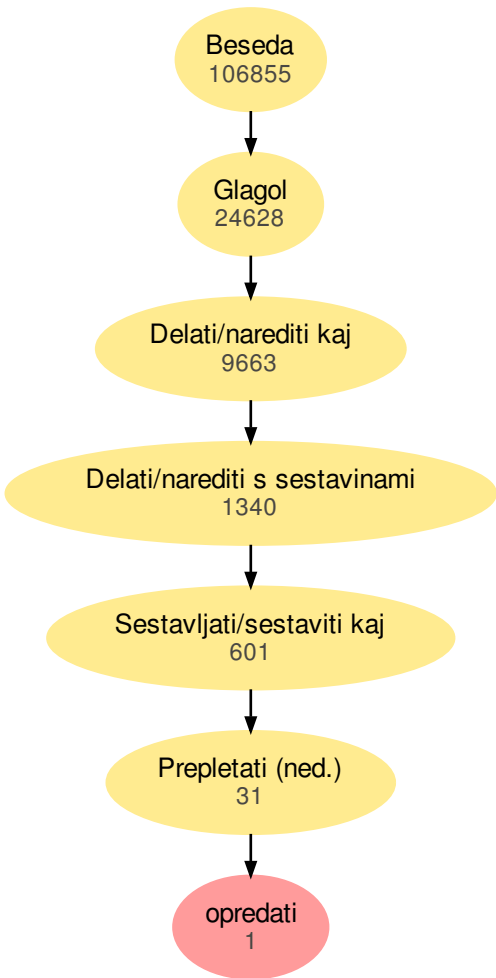 Beseda
106855
Glagol
24628
Delati/narediti kaj
9663
Delati/narediti s sestavinami
1340
Sestavljati/sestaviti kaj
601
Prepletati (ned.)
31
opredati
1